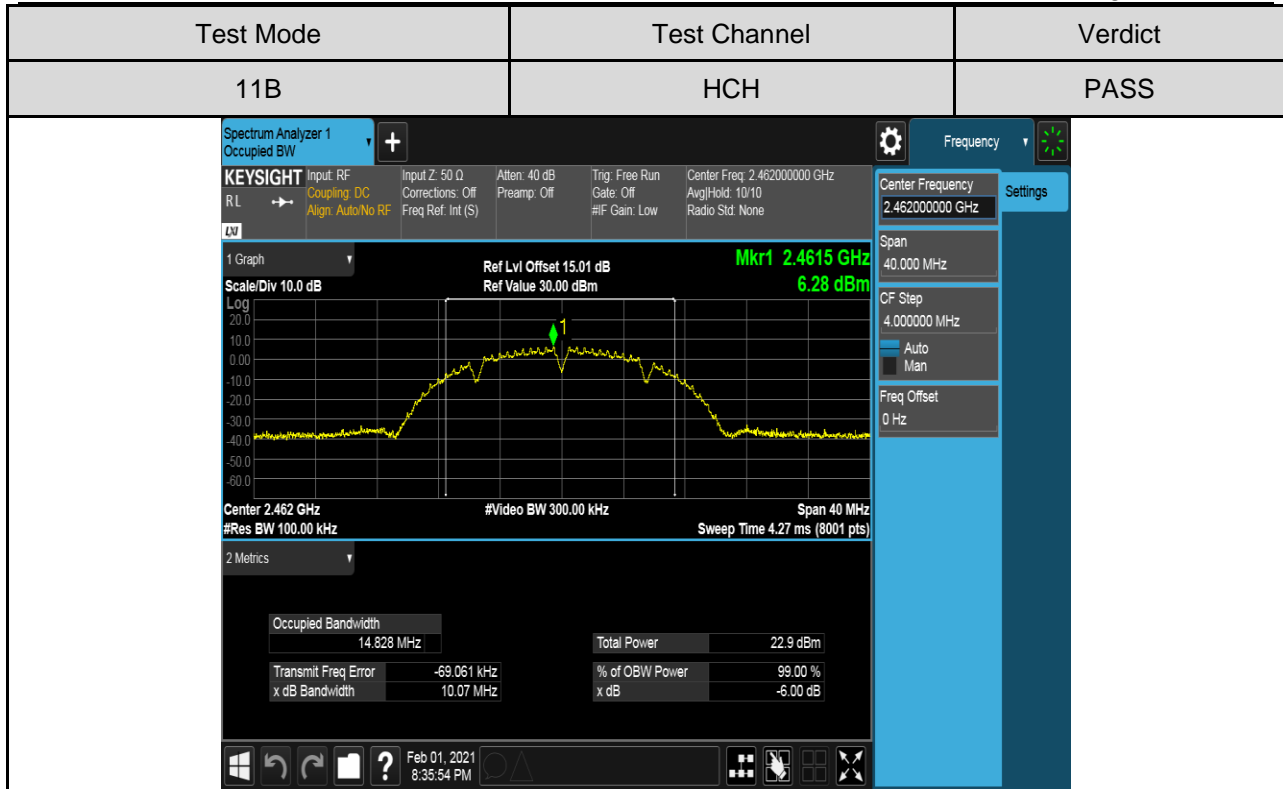 Test Mode Test Channel Verdict
11B HCH PASS
Spectrum Analyzer 1
Occupied BW
+
Frequency
KEYSIGHT Input: RF Input Z: 50 Ω Atten: 40 dB Trig: Free Run Center Freq: 2.462000000 GHz
Coupling: DC Corrections: Off Preamp: Off Gate: Off Avg|Hold: 10/10
RL Align: Auto/No RF Freq Ref: Int (S) #IF Gain: Low Radio Std: None
LXI
Center Frequency
2.462000000 GHz
Settings
Span
40.000 MHz
CF Step
4.000000 MHz
Auto
Man
Freq Offset
0 Hz
1 Graph
Ref Lvl Offset 15.01 dB Mkr1 2.4615 GHz
Scale/Div 10.0 dB Ref Value 30.00 dBm 6.28 dBm
Log
20.0
10.0
0.00
-10.0
-20.0
-30.0
-40.0
-50.0
-60.0
1
Center 2.462 GHz #Video BW 300.00 kHz Span 40 MHz
#Res BW 100.00 kHz Sweep Time 4.27 ms (8001 pts)
2 Metrics
Occupied Bandwidth
14.828 MHz Total Power 22.9 dBm
Transmit Freq Error -69.061 kHz % of OBW Power 99.00 %
x dB Bandwidth 10.07 MHz x dB -6.00 dB
? Feb 01, 2021
8:35:54 PM